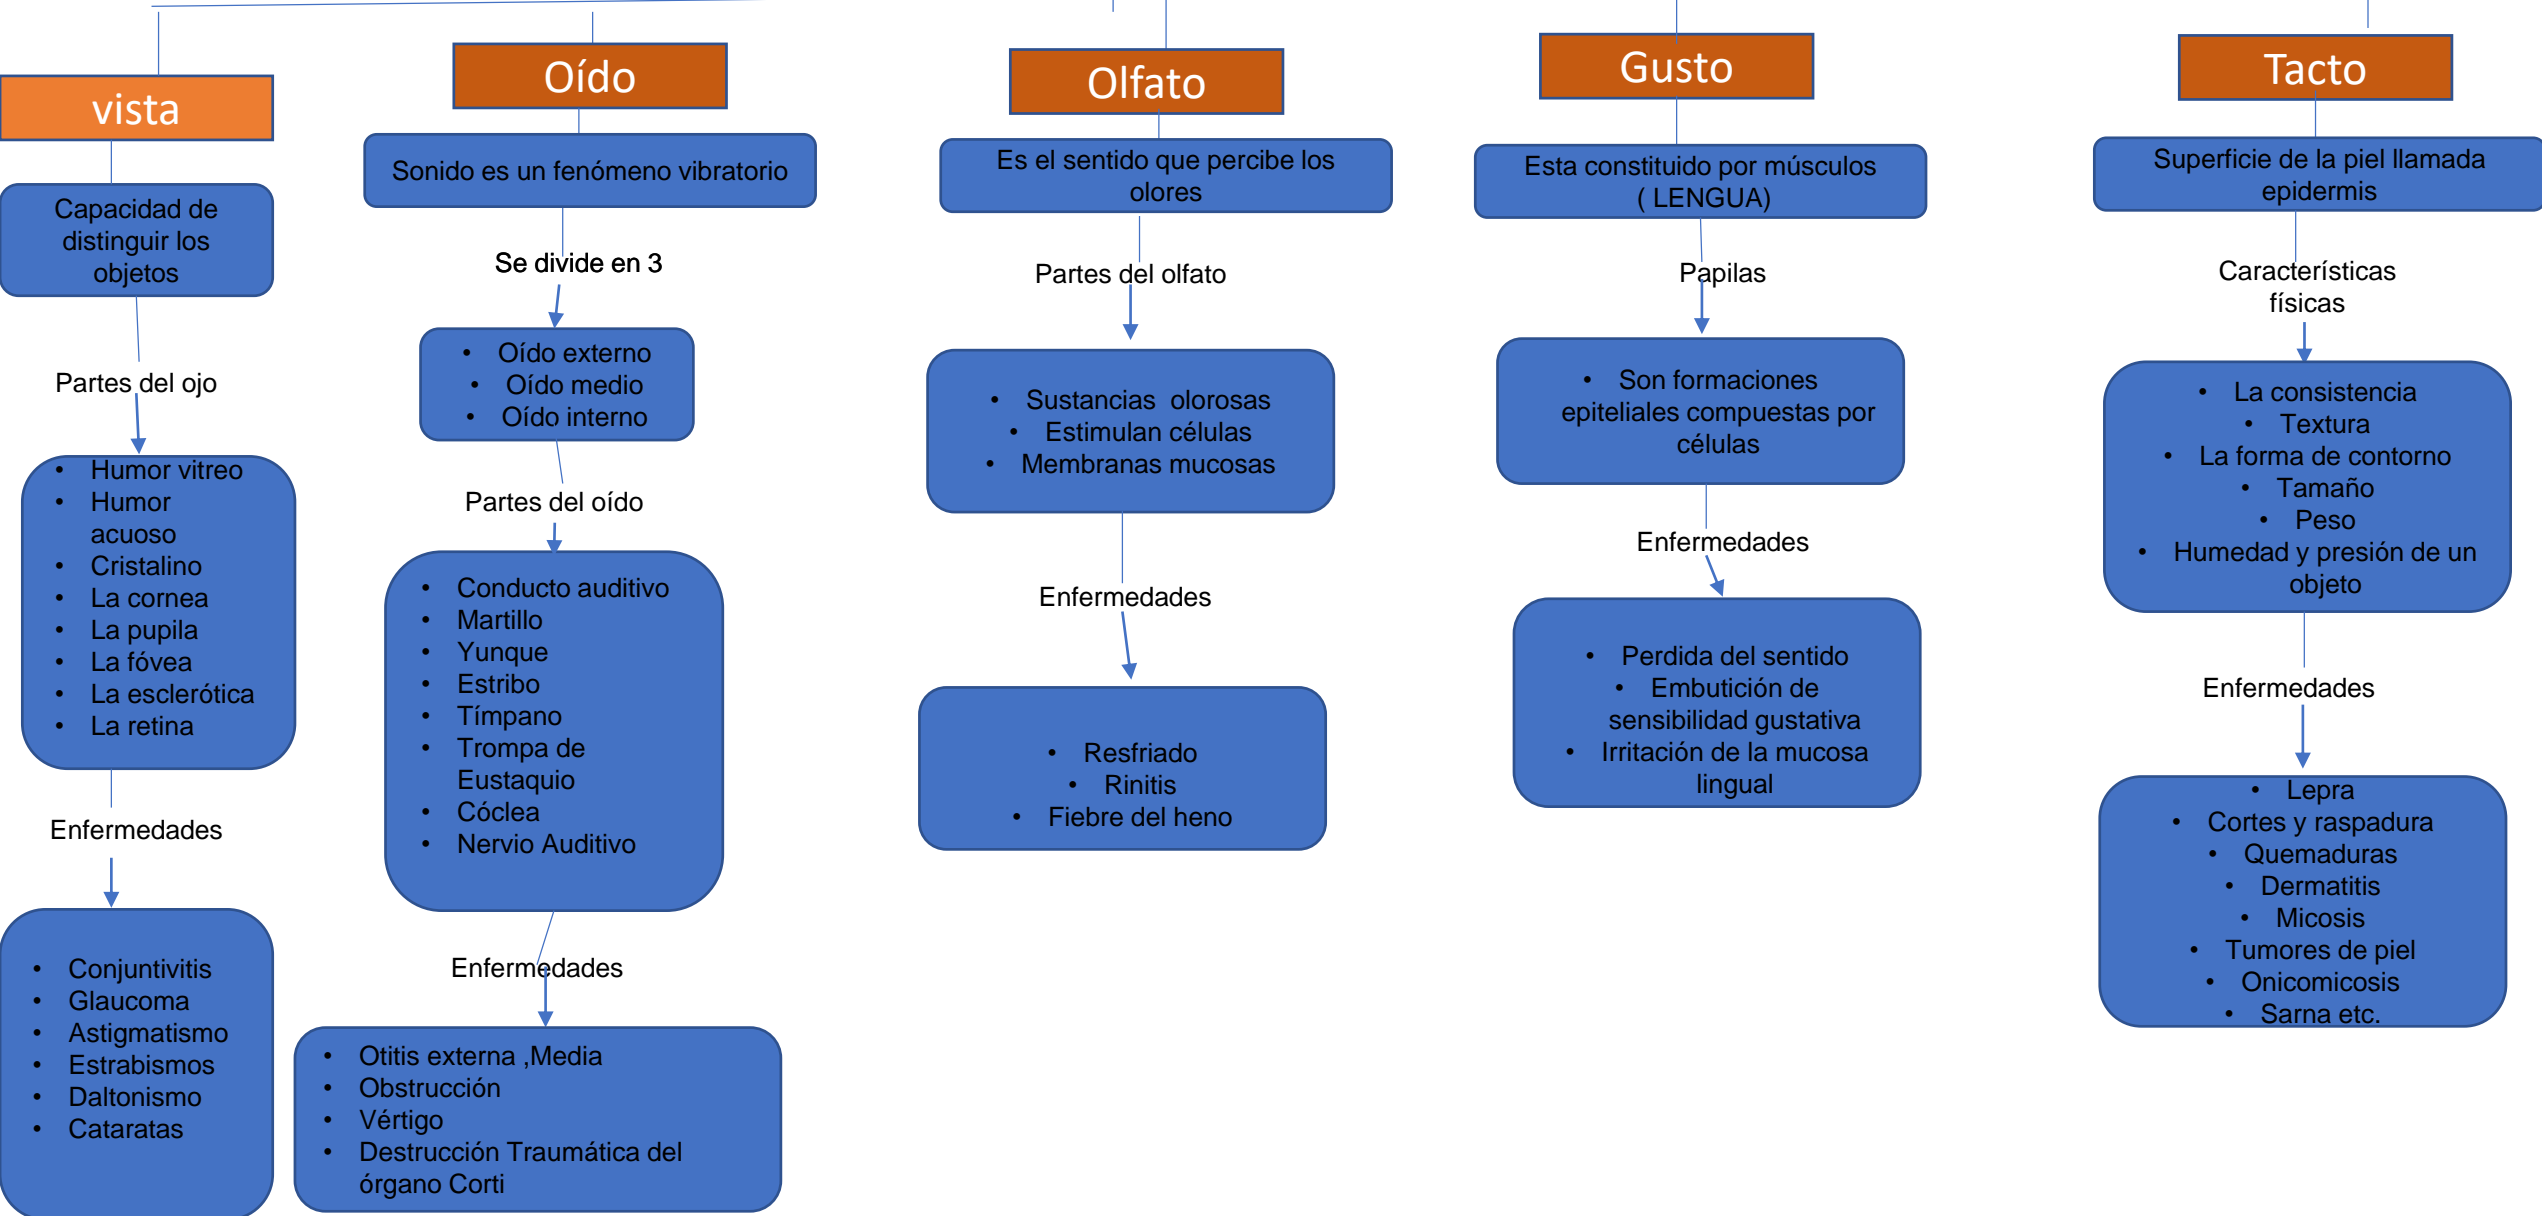 vista
Capacidad de
distinguir los
objetos
Partes del ojo
• Humor vitreo
• Humor
acuoso
• Cristalino
• La cornea
• La pupila
• La fóvea
• La esclerótica
• La retina
Enfermedades
• Conjuntivitis
• Glaucoma
• Astigmatismo
• Estrabismos
• Daltonismo
• Cataratas
Oído
Sonido es un fenómeno vibratorio
Se divide en 3
• Oído externo
• Oído medio
• Oído interno
Partes del oído
• Conducto auditivo
• Martillo
• Yunque
• Estribo
• Tímpano
• Trompa de
Eustaquio
• Cóclea
• Nervio Auditivo
Enfermedades
• Otitis externa ,Media
• Obstrucción
• Vértigo
• Destrucción Traumática del
órgano Corti
Olfato
Es el sentido que percibe los
olores
Partes del olfato
• Sustancias olorosas
• Estimulan células
• Membranas mucosas
Enfermedades
• Resfriado
• Rinitis
• Fiebre del heno
Gusto
Esta constituido por músculos
( LENGUA)
Papilas
• Son formaciones
epiteliales compuestas por
células
Enfermedades
• Perdida del sentido
• Embutición de
sensibilidad gustativa
• Irritación de la mucosa
lingual
Tacto
Superficie de la piel llamada
epidermis
Características
físicas
• La consistencia
• Textura
• La forma de contorno
• Tamaño
• Peso
• Humedad y presión de un
objeto
Enfermedades
• Lepra
• Cortes y raspadura
• Quemaduras
• Dermatitis
• Micosis
• Tumores de piel
• Onicomicosis
• Sarna etc.